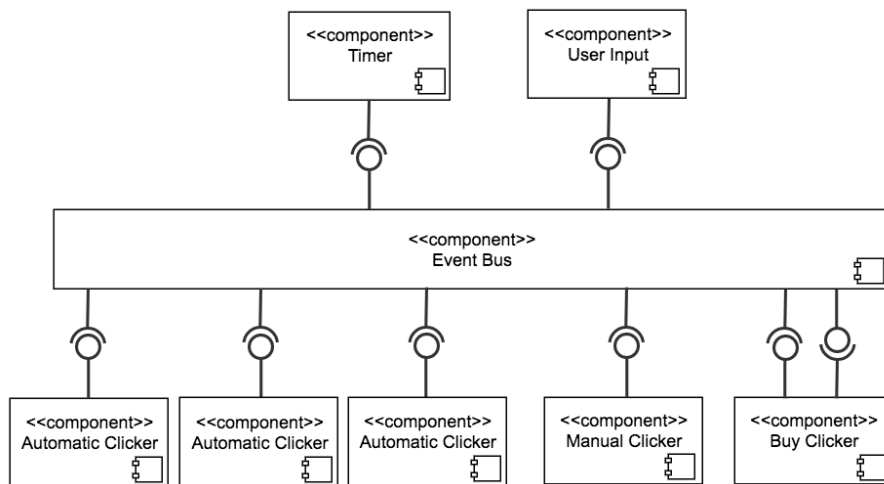 <<component>>
Timer
<<component>>
User Input
<<component>>
Event Bus
<<component>>
Automatic Clicker
<<component>>
Automatic Clicker
<<component>>
Automatic Clicker
<<component>>
Manual Clicker
<<component>>
Buy Clicker